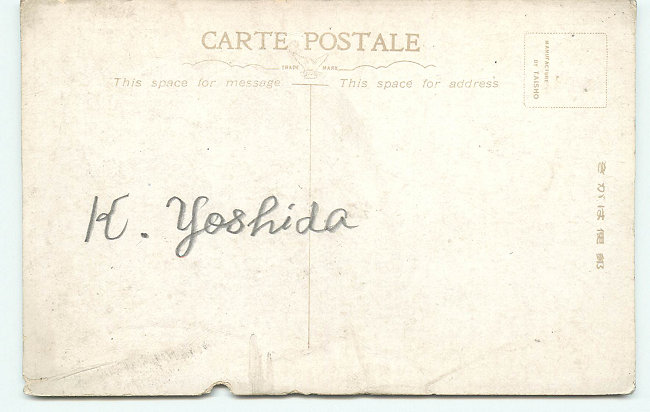 CARTE POSTALE
TRADE MARK
This space for message
This space for address
MANUFACTURE
BY TAISHO
郵便はがき
K. Yoshida